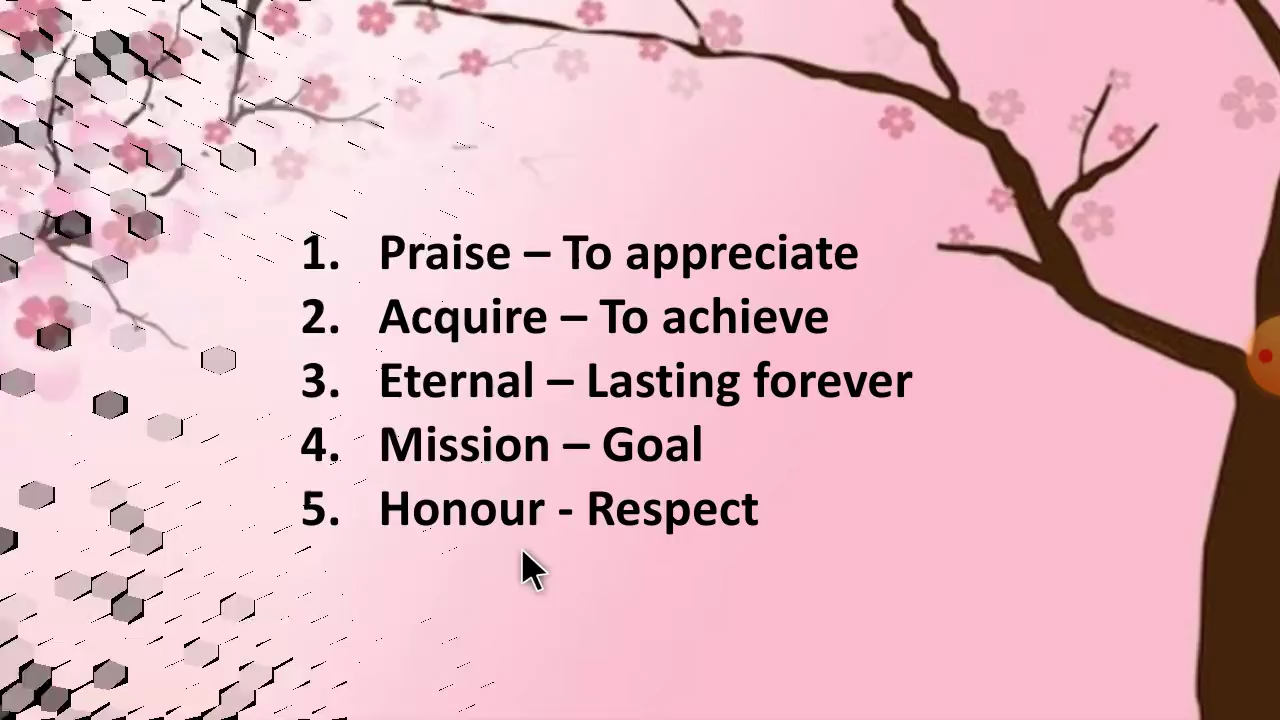 1. Praise – To appreciate
2. Acquire – To achieve
3. Eternal – Lasting forever
4. Mission – Goal
5. Honour - Respect